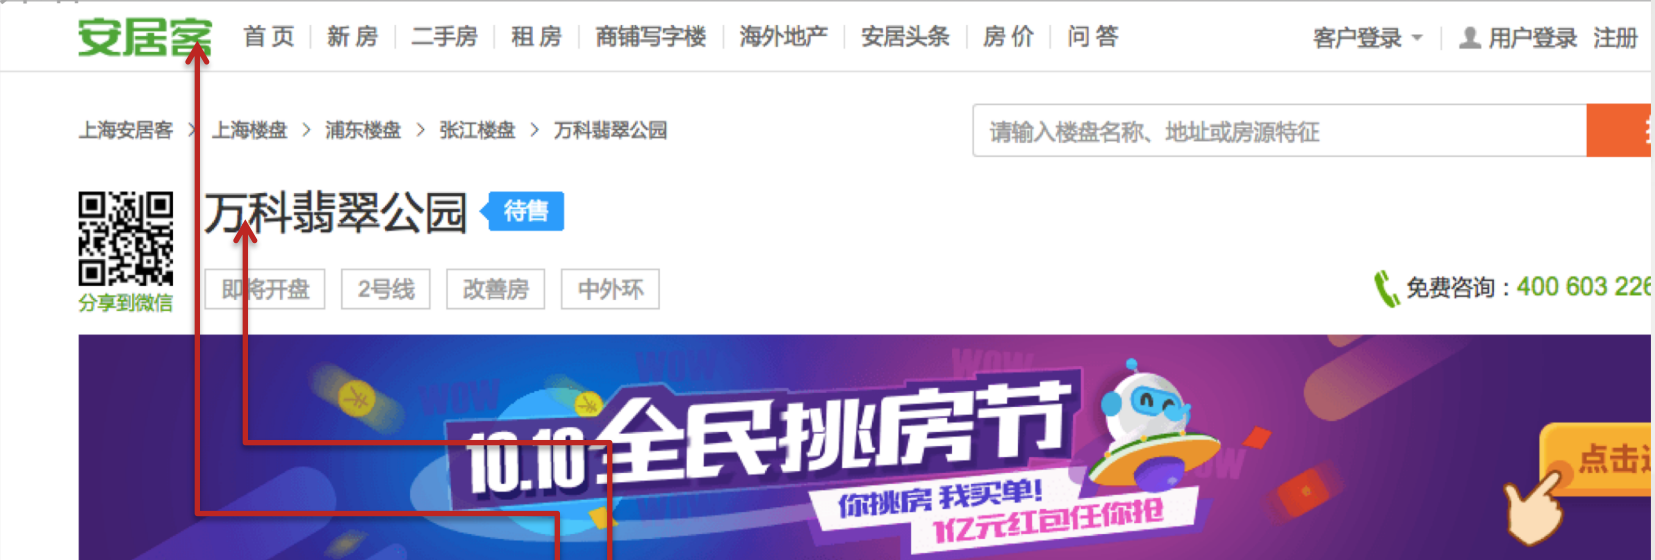 安居客 首页 新房 二手房 租房 商铺写字楼 海外地产 安居头条 房价 问答 客户登录 用户登录 注册
上海安居客 > 上海楼盘 > 浦东楼盘 > 张江楼盘 > 万科翡翠公园
请输入楼盘名称、地址或房源特征
万科翡翠公园 待售
即将开盘 2号线 改善房 中外环
分享到微信
免费咨询：400 603 226
WOW WOW WOW
10.10全民挑房节
点击
WOW
你挑房 我买单!
1亿元红包任你抢